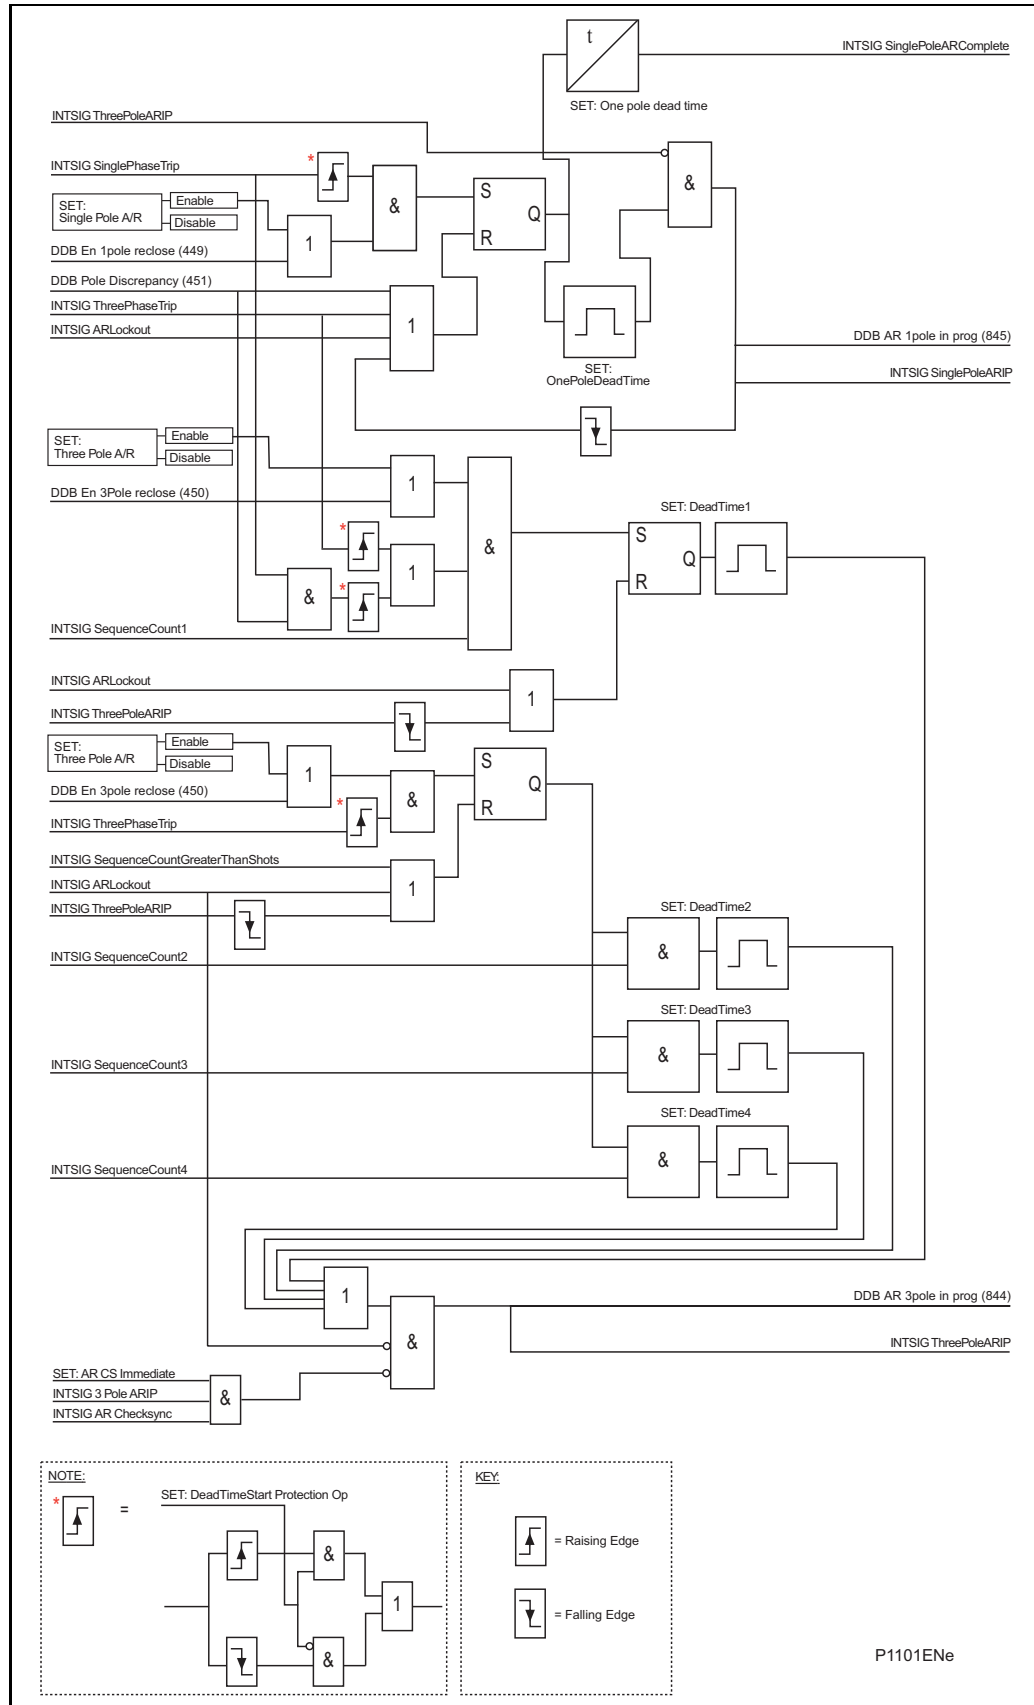 t
INTSIG SinglePoleARComplete
SET: One pole dead time
INTSIG ThreePoleARIP
INTSIG SinglePhaseTrip
*
&
SET:
Single Pole A/R
Enable
Disable
&
S
Q
R
1
DDB En 1pole reclose (449)
DDB Pole Discrepancy (451)
INTSIG ThreePhaseTrip
INTSIG ARLockout
1
SET:
OnePoleDeadTime
DDB AR 1pole in prog (845)
INTSIG SinglePoleARIP
SET:
Three Pole A/R
Enable
Disable
DDB En 3Pole reclose (450)
1
*
*
&
1
&
INTSIG SequenceCount1
SET: DeadTime1
S
Q
R
INTSIG ARLockout
1
INTSIG ThreePoleARIP
SET:
Three Pole A/R
Enable
Disable
1
DDB En 3pole reclose (450)
*
&
S
Q
R
INTSIG ThreePhaseTrip
INTSIG SequenceCountGreaterThanShots
INTSIG ARLockout
1
INTSIG ThreePoleARIP
SET: DeadTime2
&
INTSIG SequenceCount2
SET: DeadTime3
&
INTSIG SequenceCount3
SET: DeadTime4
&
INTSIG SequenceCount4
1
DDB AR 3pole in prog (844)
&
INTSIG ThreePoleARIP
SET: AR CS Immediate
INTSIG 3 Pole ARIP
INTSIG AR Checksync
&
NOTE:
*
=
SET: DeadTimeStart Protection Op
&
1
&
KEY:
= Raising Edge
= Falling Edge
P1101ENe